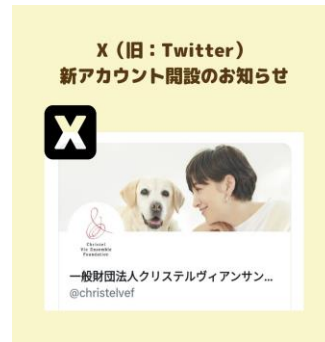 X（旧：Twitter）
新アカウント開設のお知らせ
X
Christel
Vie Ensemble
Foundation
一般財団法人クリステルヴィアンサン...
@christelvef